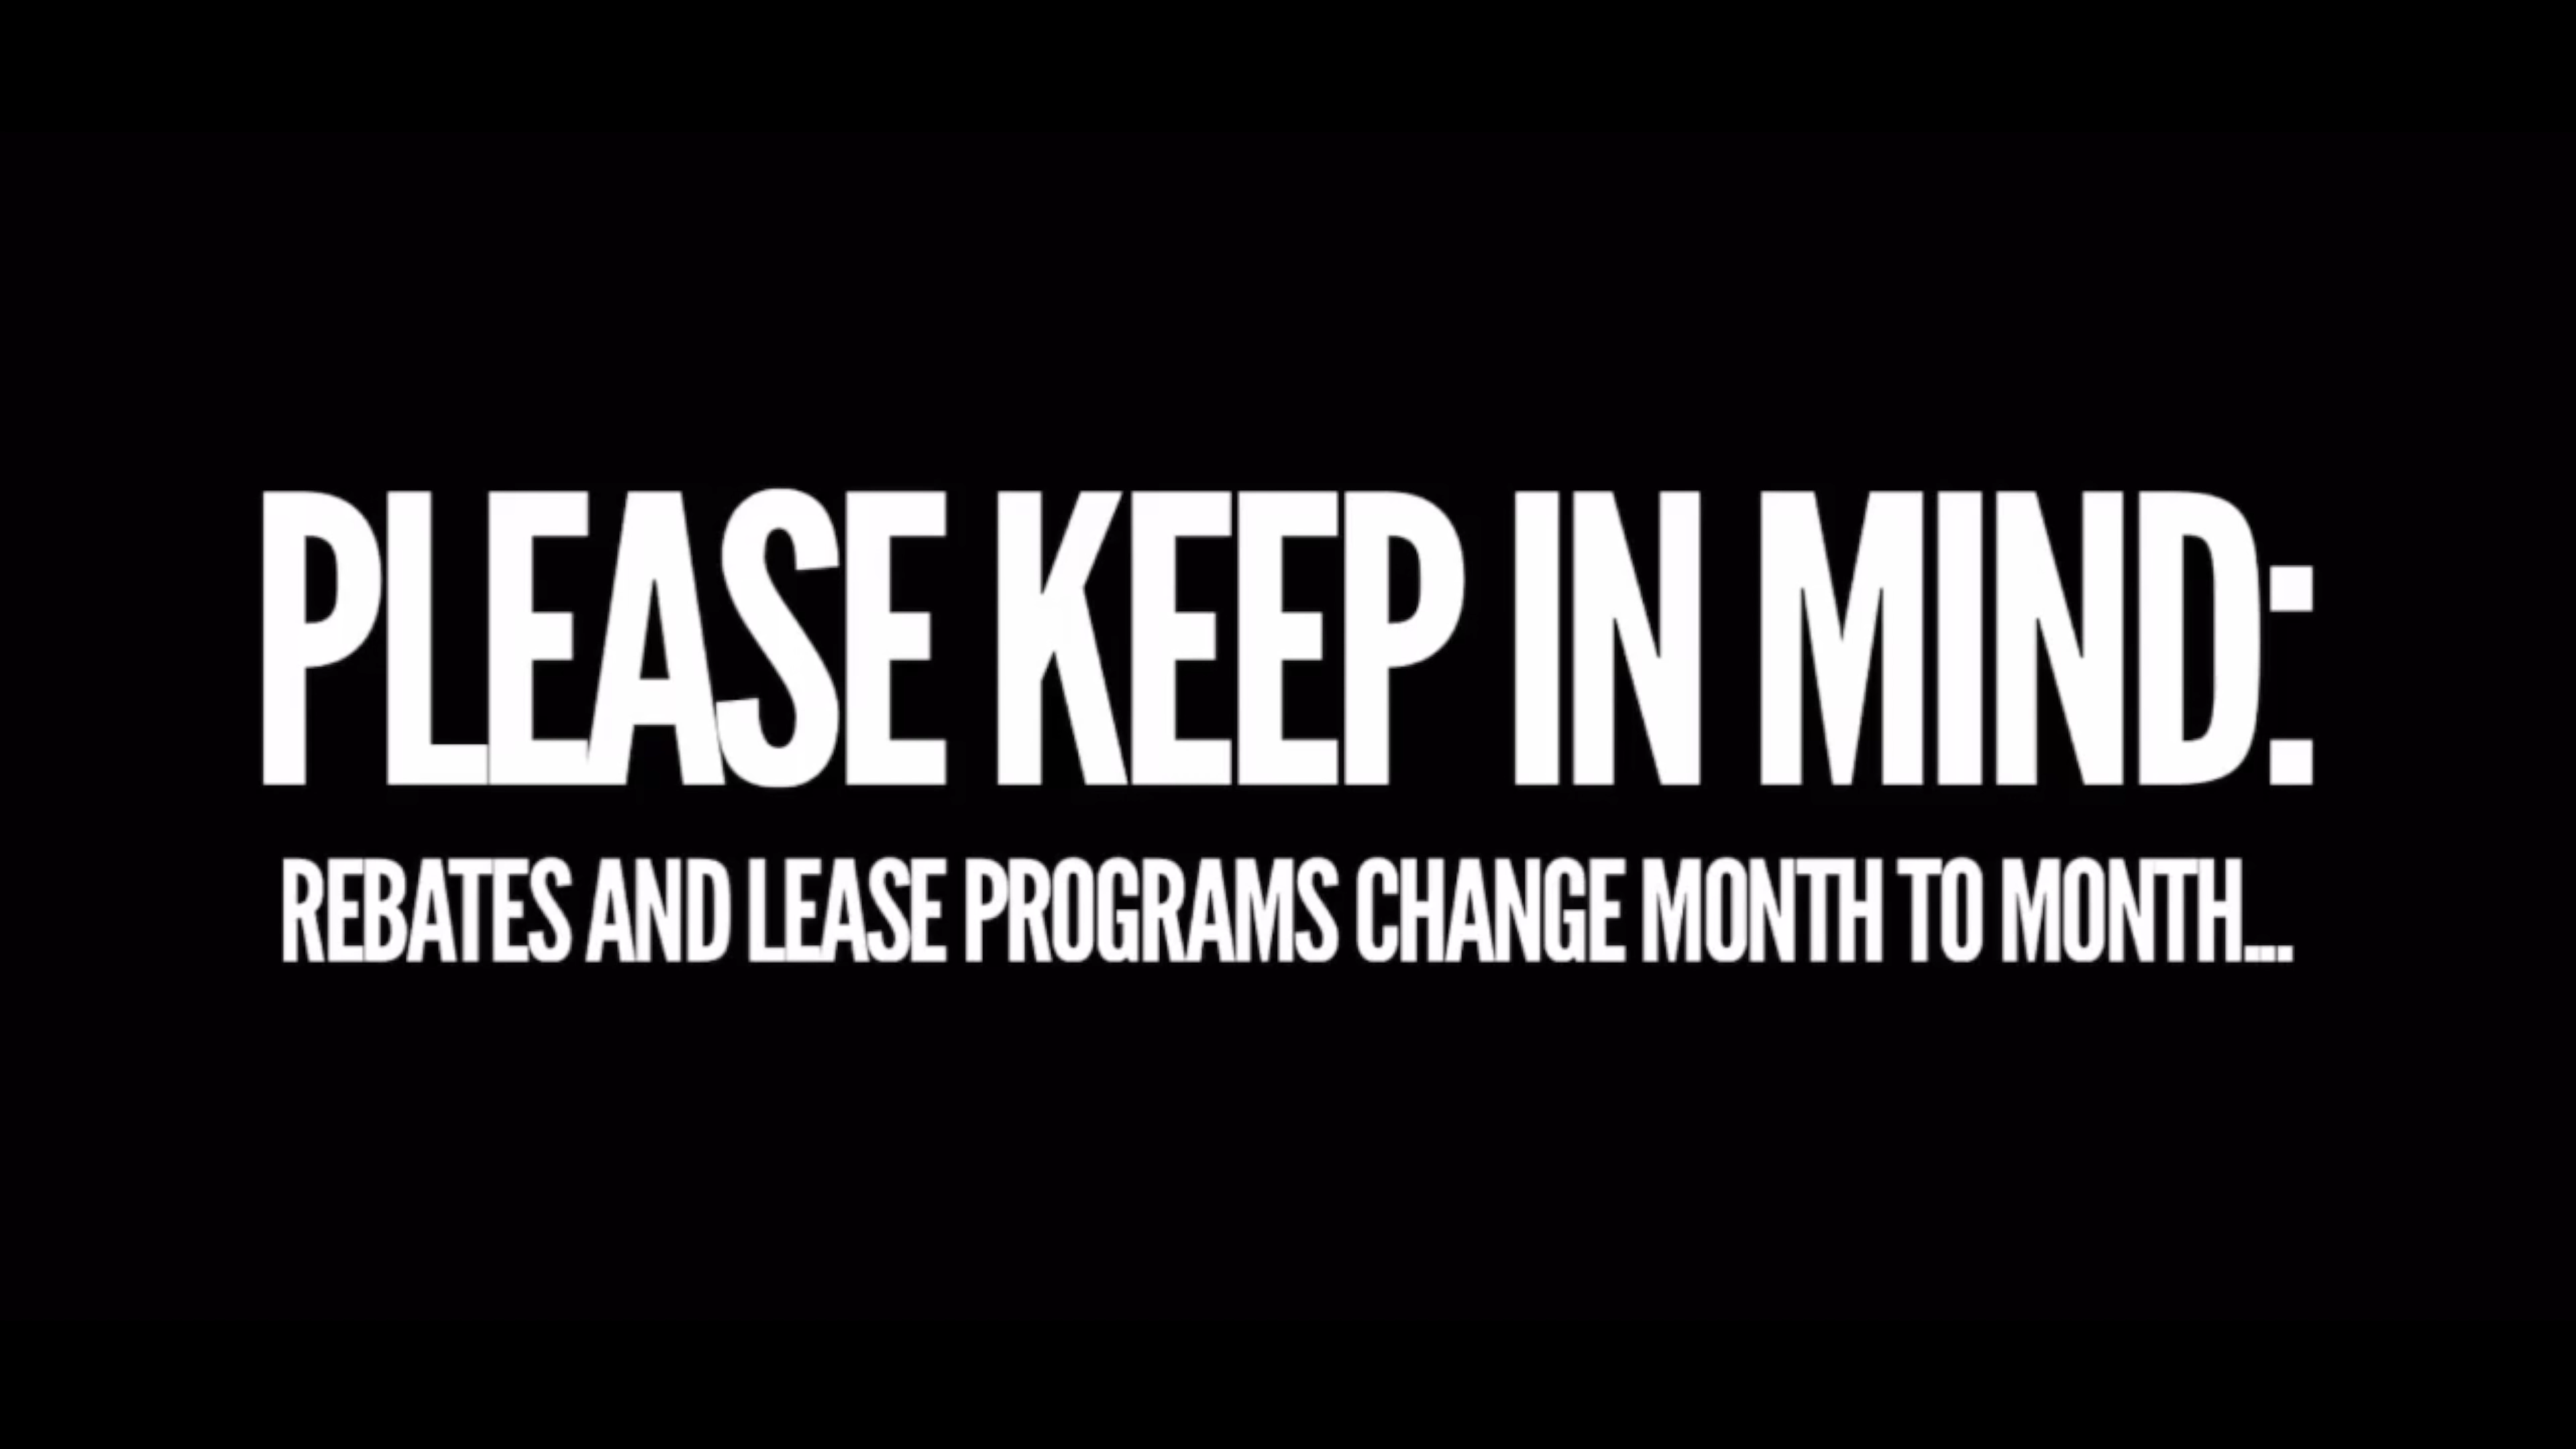 PLEASE KEEP IN MIND:
REBATES AND LEASE PROGRAMS CHANGE MONTH TO MONTH...